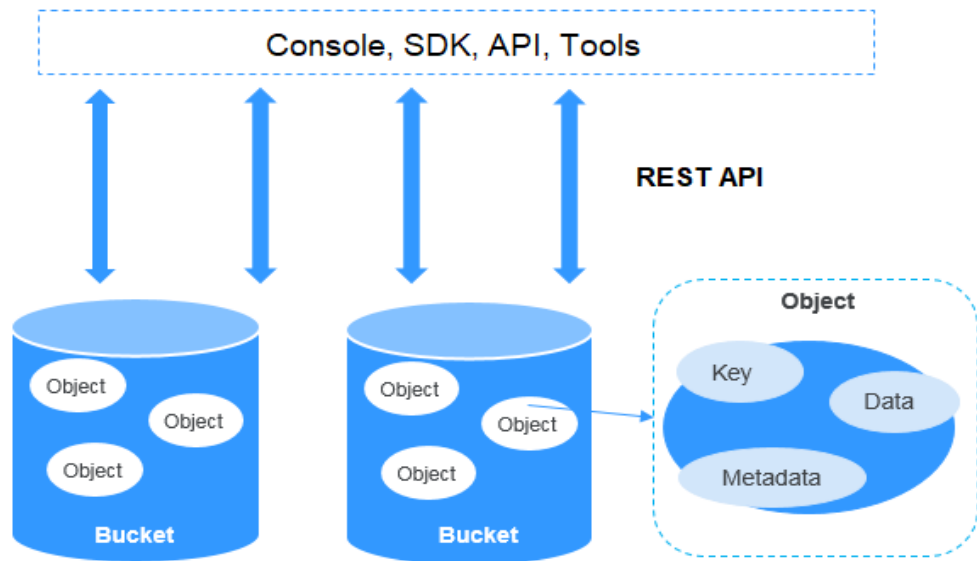 Console, SDK, API, Tools
REST API
Object
Object
Object
Bucket
Object
Object
Object
Bucket
Object
Key
Data
Metadata